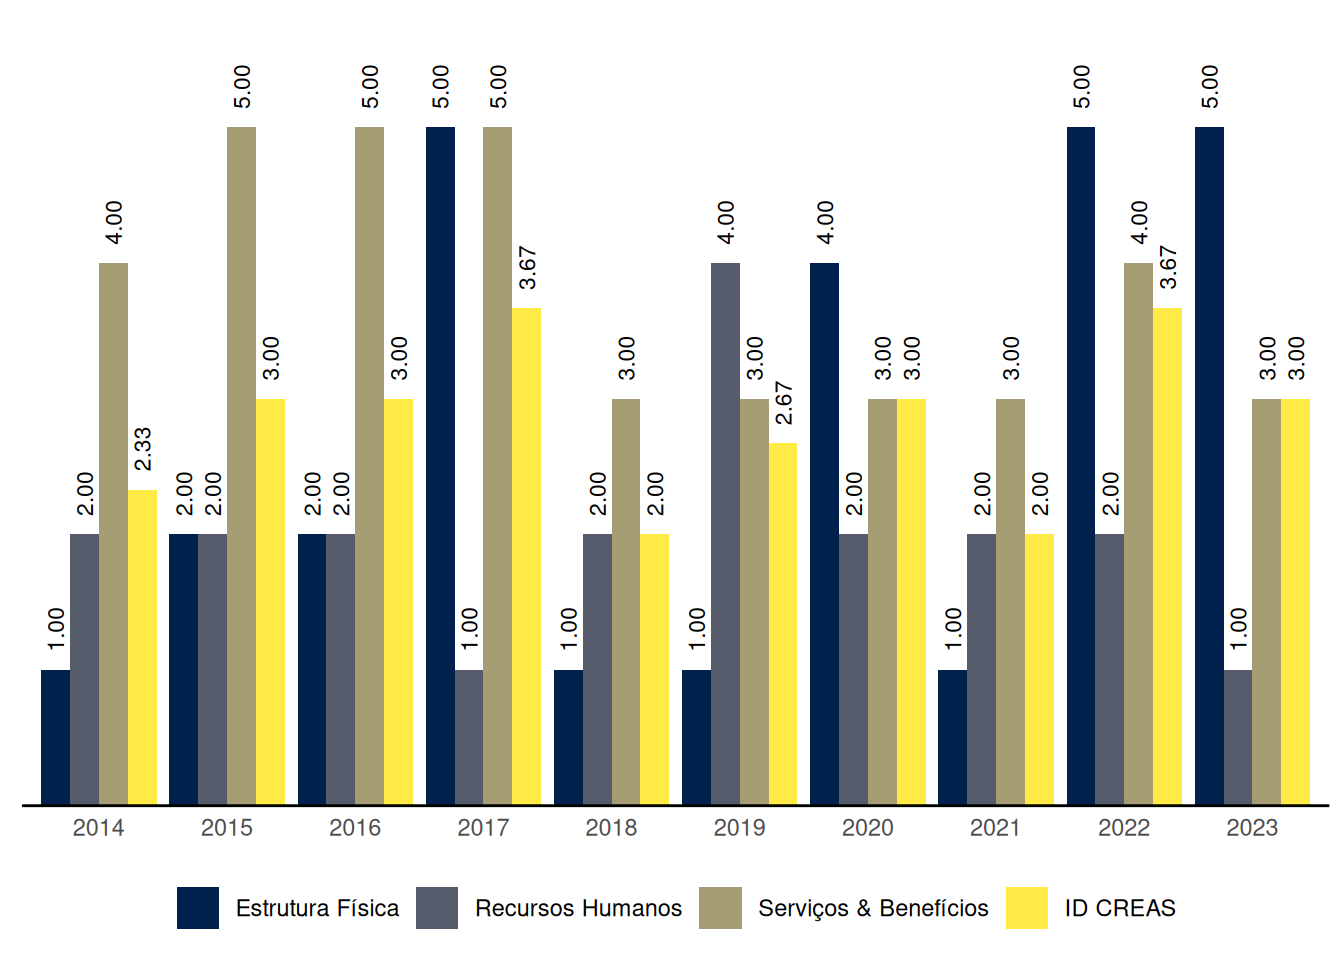 1.00 2.00 4.00 2.33 2.00 2.00 5.00 3.00 2.00 2.00 5.00 3.00 5.00 1.00 5.00 3.67 1.00 2.00 3.00 2.00 1.00 4.00 3.00 2.67 4.00 2.00 3.00 3.00 1.00 2.00 3.00 2.00 5.00 2.00 4.00 3.67 5.00 1.00 3.00 3.00
2014 2015 2016 2017 2018 2019 2020 2021 2022 2023
Estrutura Física Recursos Humanos Serviços & Benefícios ID CREAS